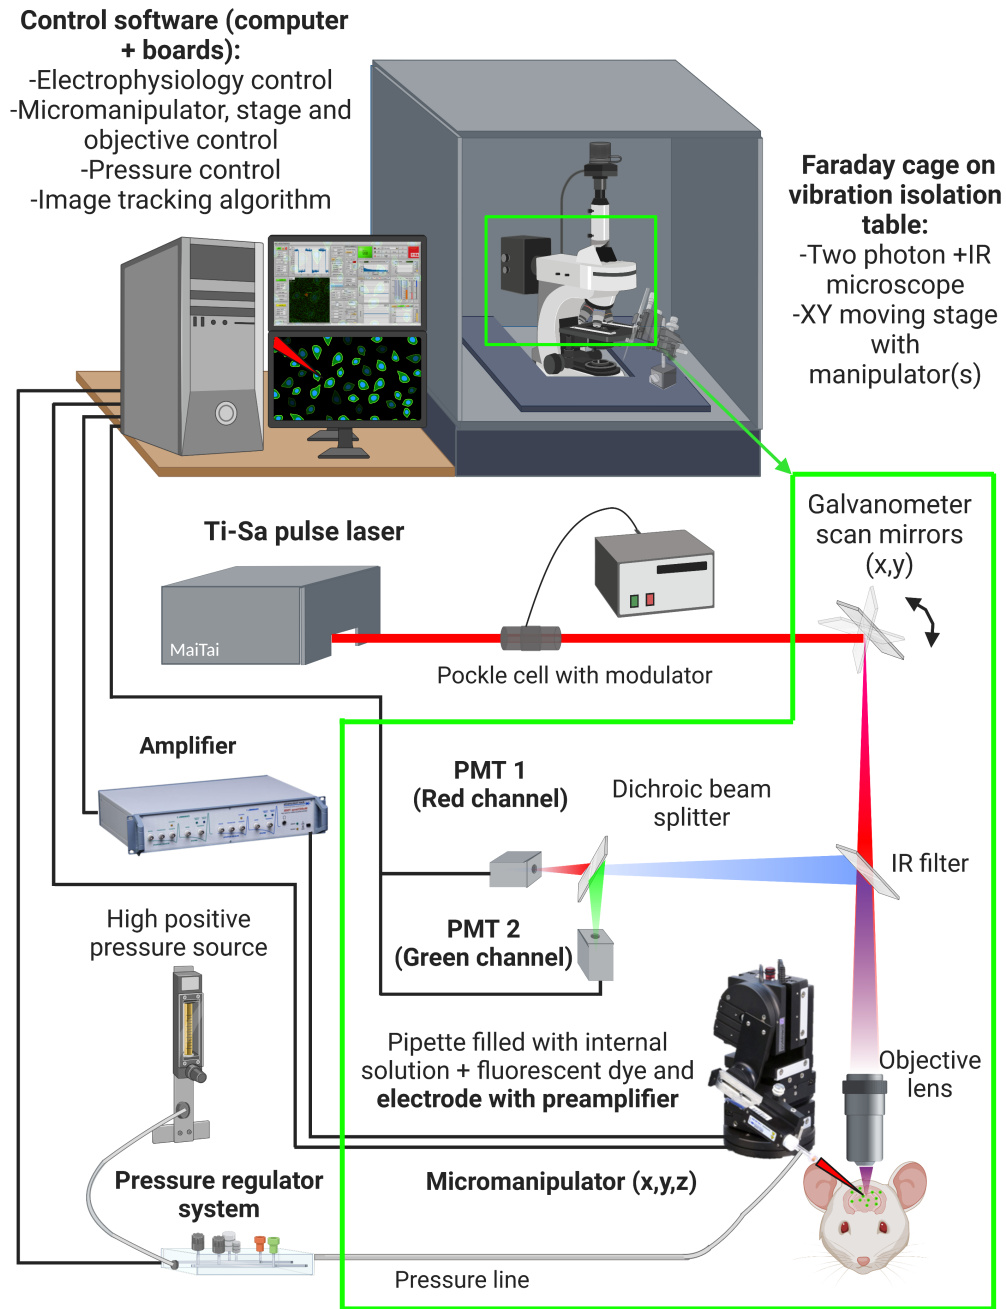 Control software (computer
+ boards):
-Electrophysiology control
-Micromanipulator, stage and
objective control
-Pressure control
-Image tracking algorithm
Faraday cage on
vibration isolation
table:
-Two photon +IR
microscope
-XY moving stage
with
manipulator(s)
Ti-Sa pulse laser
MaiTai
Pockle cell with modulator
Galvanometer
scan mirrors
(x,y)
Amplifier
PMT 1
(Red channel)
Dichroic beam
splitter
IR filter
PMT 2
(Green channel)
High positive
pressure source
Pipette filled with internal
solution + fluorescent dye and
electrode with preamplifier
Objective
lens
Micromanipulator (x,y,z)
Pressure regulator
system
Pressure line